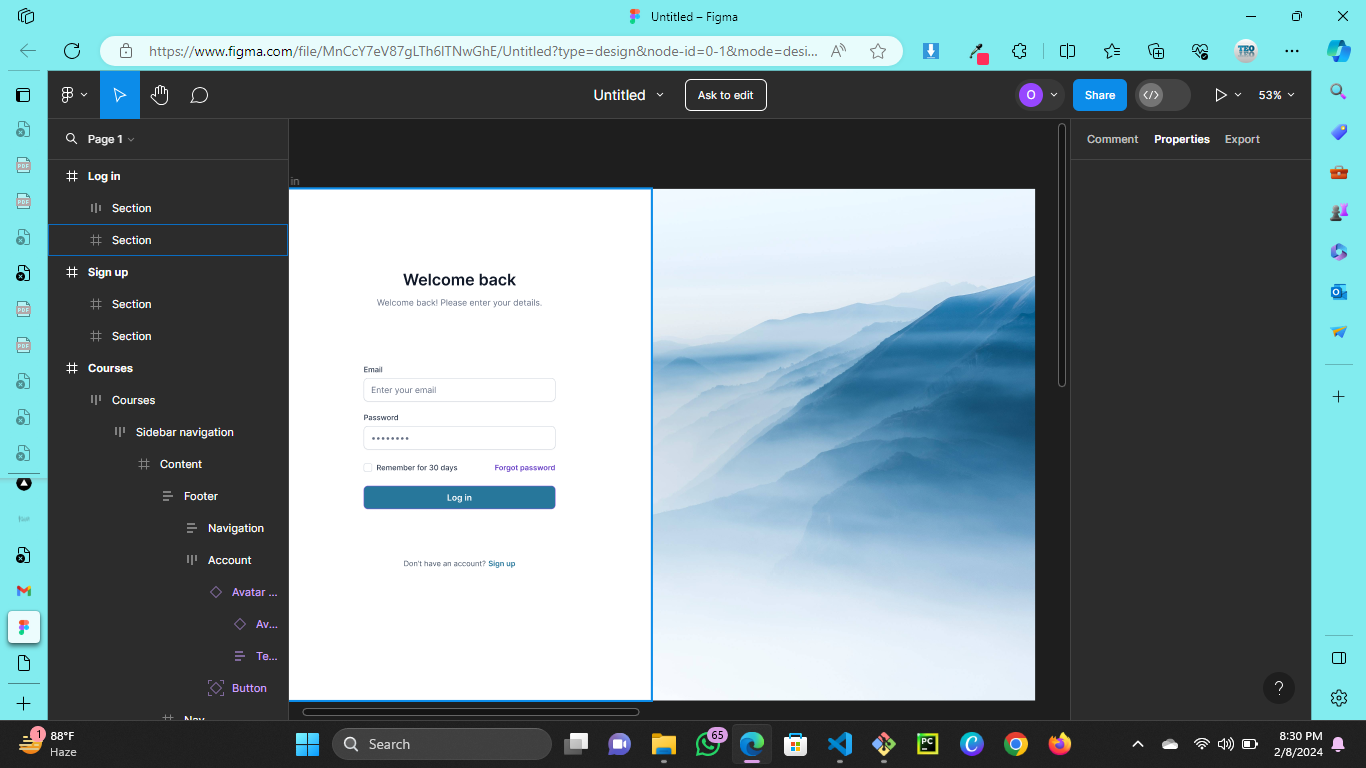 Untitled – Figma
https://www.figma.com/file/MnCcY7eV87gLTh6lTNwGhE/Untitled?type=design&node-id=0-1&mode=desi...
Untitled
Ask to edit
O
Share
53%
Page 1
Comment
Properties
Export
Log in
Section
Section
Sign up
Section
Section
Courses
Courses
Sidebar navigation
Content
Footer
Navigation
Account
Avatar ...
Av...
Te...
Button
Nav
in
Welcome back
Welcome back! Please enter your details.
Email
Enter your email
Password
Remember for 30 days
Forgot password
Log in
Don't have an account? Sign up
?
1
88°F
Haze
Search
65
PC
8:30 PM
2/8/2024